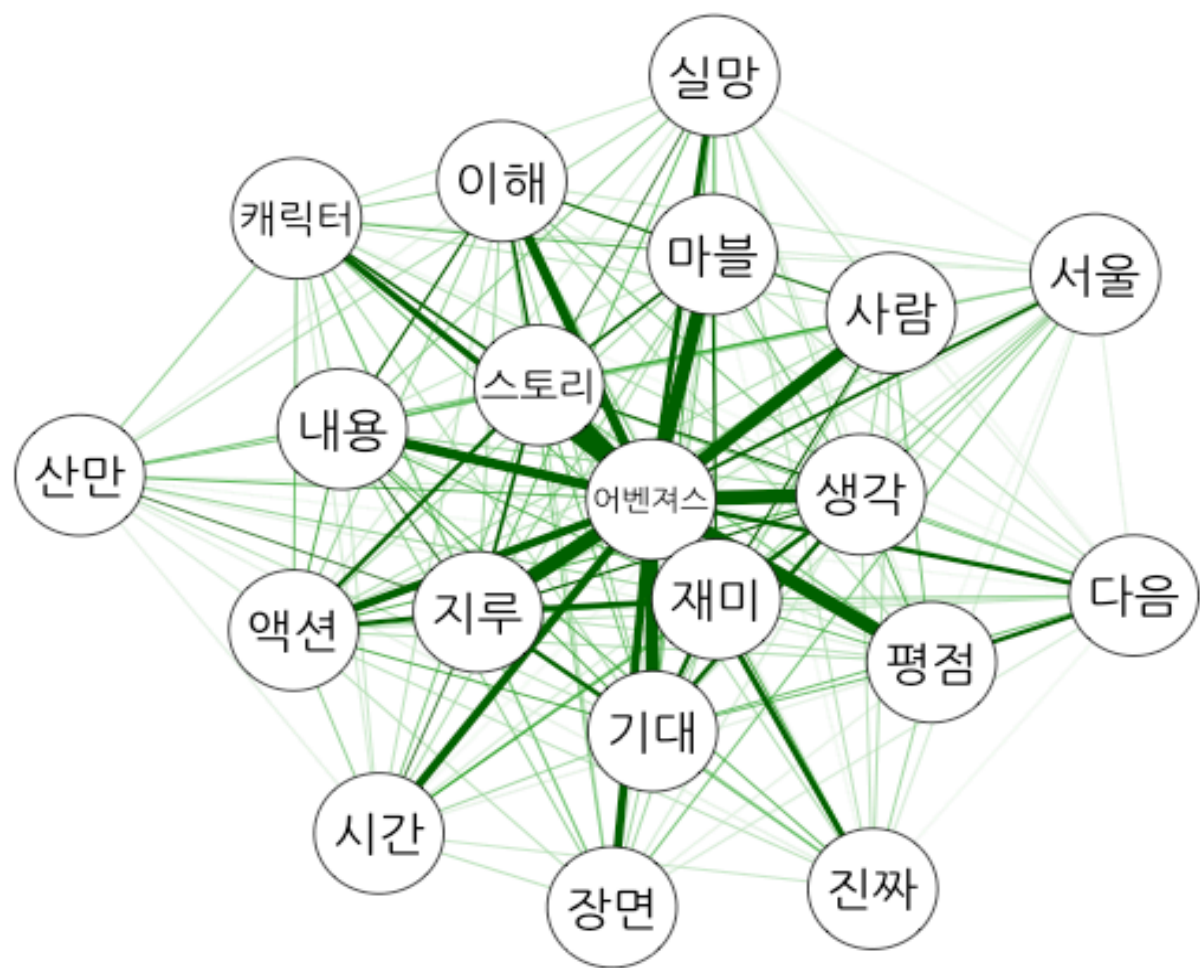 실망
이해
캐릭터
마블
서울
사람
스토리
내용
산만
어벤져스
생각
재미
지루
액션
다음
평점
기대
시간
장면
진짜